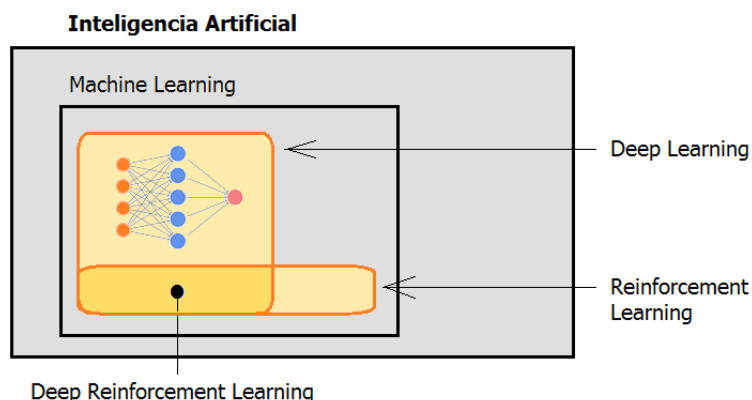 Inteligencia Artificial
Machine Learning
Deep Learning
Reinforcement
Learning
Deep Reinforcement Learning